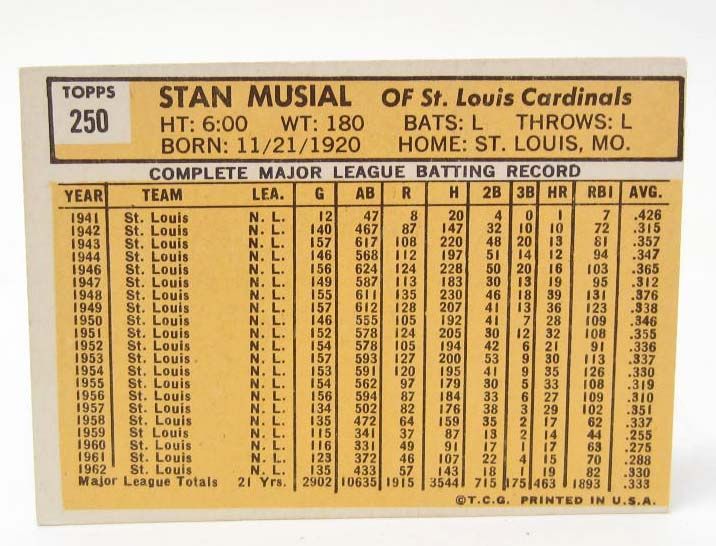 TOPPS
250
STAN MUSIAL OF St. Louis Cardinals
HT: 6:00 WT: 180 BATS: L THROWS: L
BORN: 11/21/1920 HOME: ST. LOUIS, MO.
COMPLETE MAJOR LEAGUE BATTING RECORD
YEAR TEAM LEA. G AB R H 2B 3B HR RBI AVG.
1941 St. Louis N. L. 12 47 8 20 4 0 1 7 .426
1942 St. Louis N. L. 140 467 87 147 32 10 10 72 .315
1943 St. Louis N. L. 157 617 108 220 48 20 13 81 .357
1944 St. Louis N. L. 146 568 112 197 51 14 12 94 .347
1946 St. Louis N. L. 156 624 124 228 50 20 16 103 .365
1947 St. Louis N. L. 149 587 113 183 30 13 19 95 .312
1948 St. Louis N. L. 155 611 135 230 46 18 39 131 .376
1949 St. Louis N. L. 157 612 128 207 41 13 36 123 .338
1950 St. Louis N. L. 146 555 105 192 41 7 28 109 .346
1951 St. Louis N. L. 152 578 124 205 30 12 32 108 .355
1952 St. Louis N. L. 154 578 105 194 42 6 21 91 .336
1953 St. Louis N. L. 157 593 127 200 53 9 30 113 .337
1954 St. Louis N. L. 153 591 120 195 41 9 35 126 .330
1955 St. Louis N. L. 154 562 97 179 30 5 33 108 .319
1956 St. Louis N. L. 156 594 87 184 33 6 27 109 .310
1957 St. Louis N. L. 134 502 82 176 38 3 29 102 .351
1958 St. Louis N. L. 135 472 64 159 35 2 17 62 .337
1959 St. Louis N. L. 115 341 37 87 13 2 14 44 .255
1960 St. Louis N. L. 116 331 49 91 17 1 17 63 .275
1961 St. Louis N. L. 123 372 46 107 22 4 15 70 .288
1962 St. Louis N. L. 135 433 57 143 18 1 19 82 .330
Major League Totals 21 Yrs. 2902 10635 1915 3544 715 175 463 1893 .333
©T.C.G. PRINTED IN U.S.A.